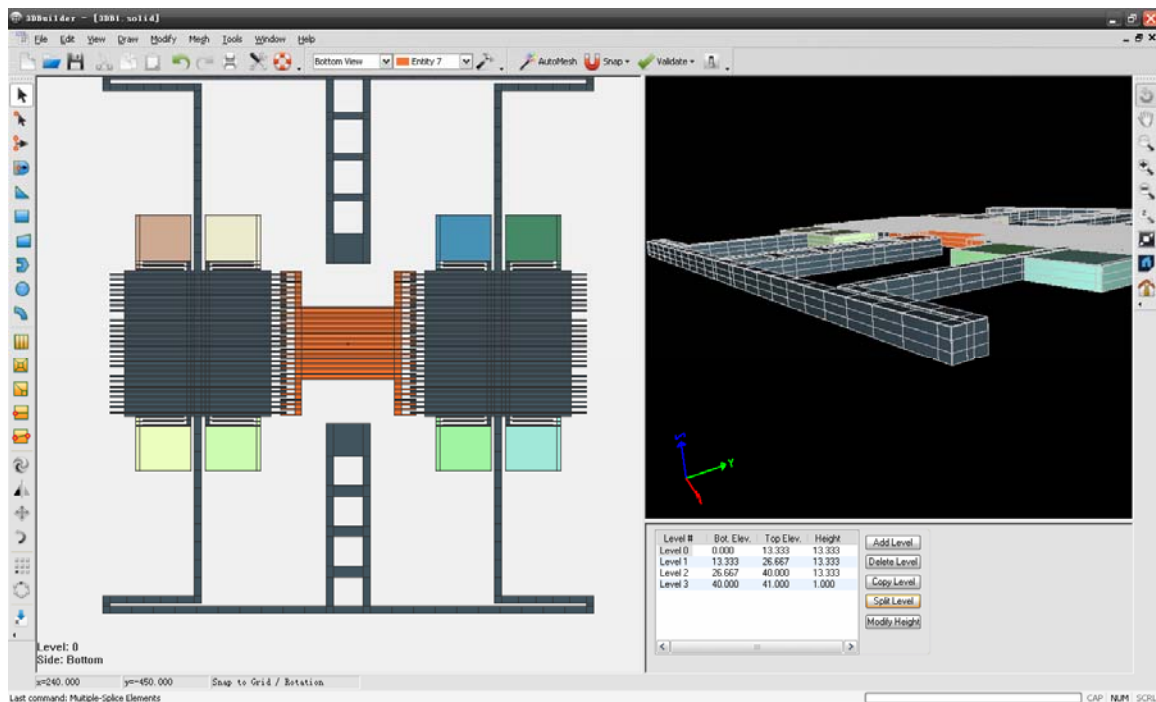 3DBuilder - [3DB1.solid]
File Edit View Draw Modify Mesh Tools Window Help
Bottom View Entity 7 AutoMesh Snap Validate
Level: 0
Side: Bottom
Y
Level # Bot. Elev. Top Elev. Height
Level 0 0.000 13.333 13.333
Level 1 13.333 26.667 13.333
Level 2 26.667 40.000 13.333
Level 3 40.000 41.000 1.000
Add Level
Delete Level
Copy Level
Split Level
Modify Height
x=240.000 y=-450.000 Snap to Grid / Rotation
Last command: Multiple-Splice Elements CAP NUM SCRL